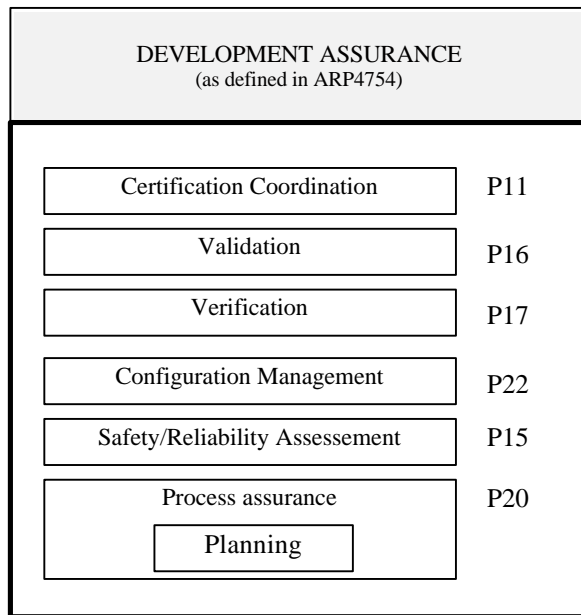 DEVELOPMENT ASSURANCE
(as defined in ARP4754)
Certification Coordination P11
Validation P16
Verification P17
Configuration Management P22
Safety/Reliability Assessement P15
Process assurance P20
Planning